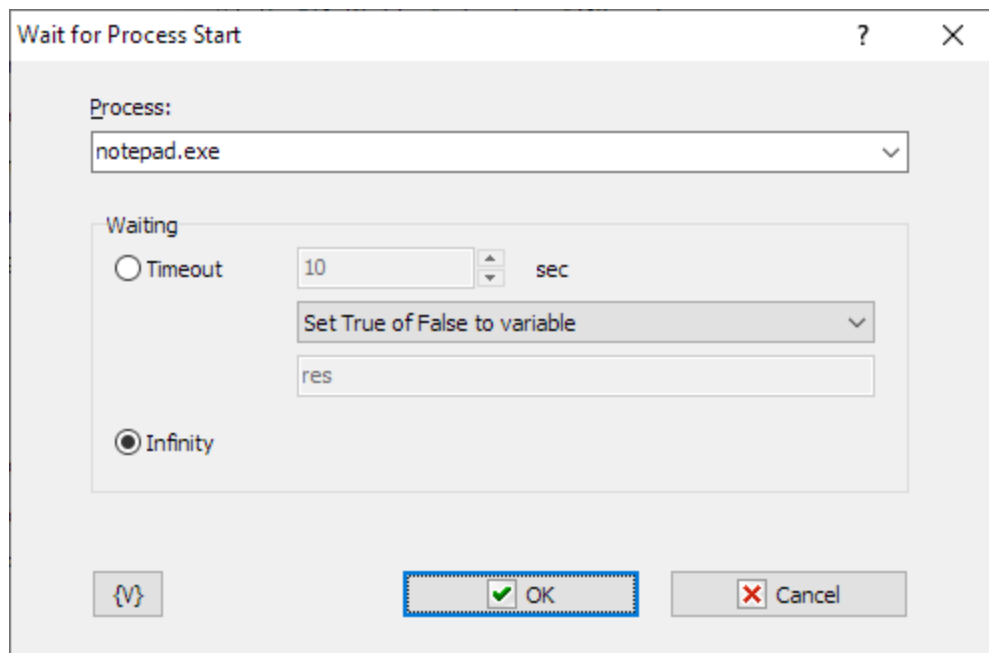 Wait for Process Start ?
Process:
notepad.exe
Waiting
Timeout 10 sec
Set True of False to variable
res
Infinity
{V} OK Cancel